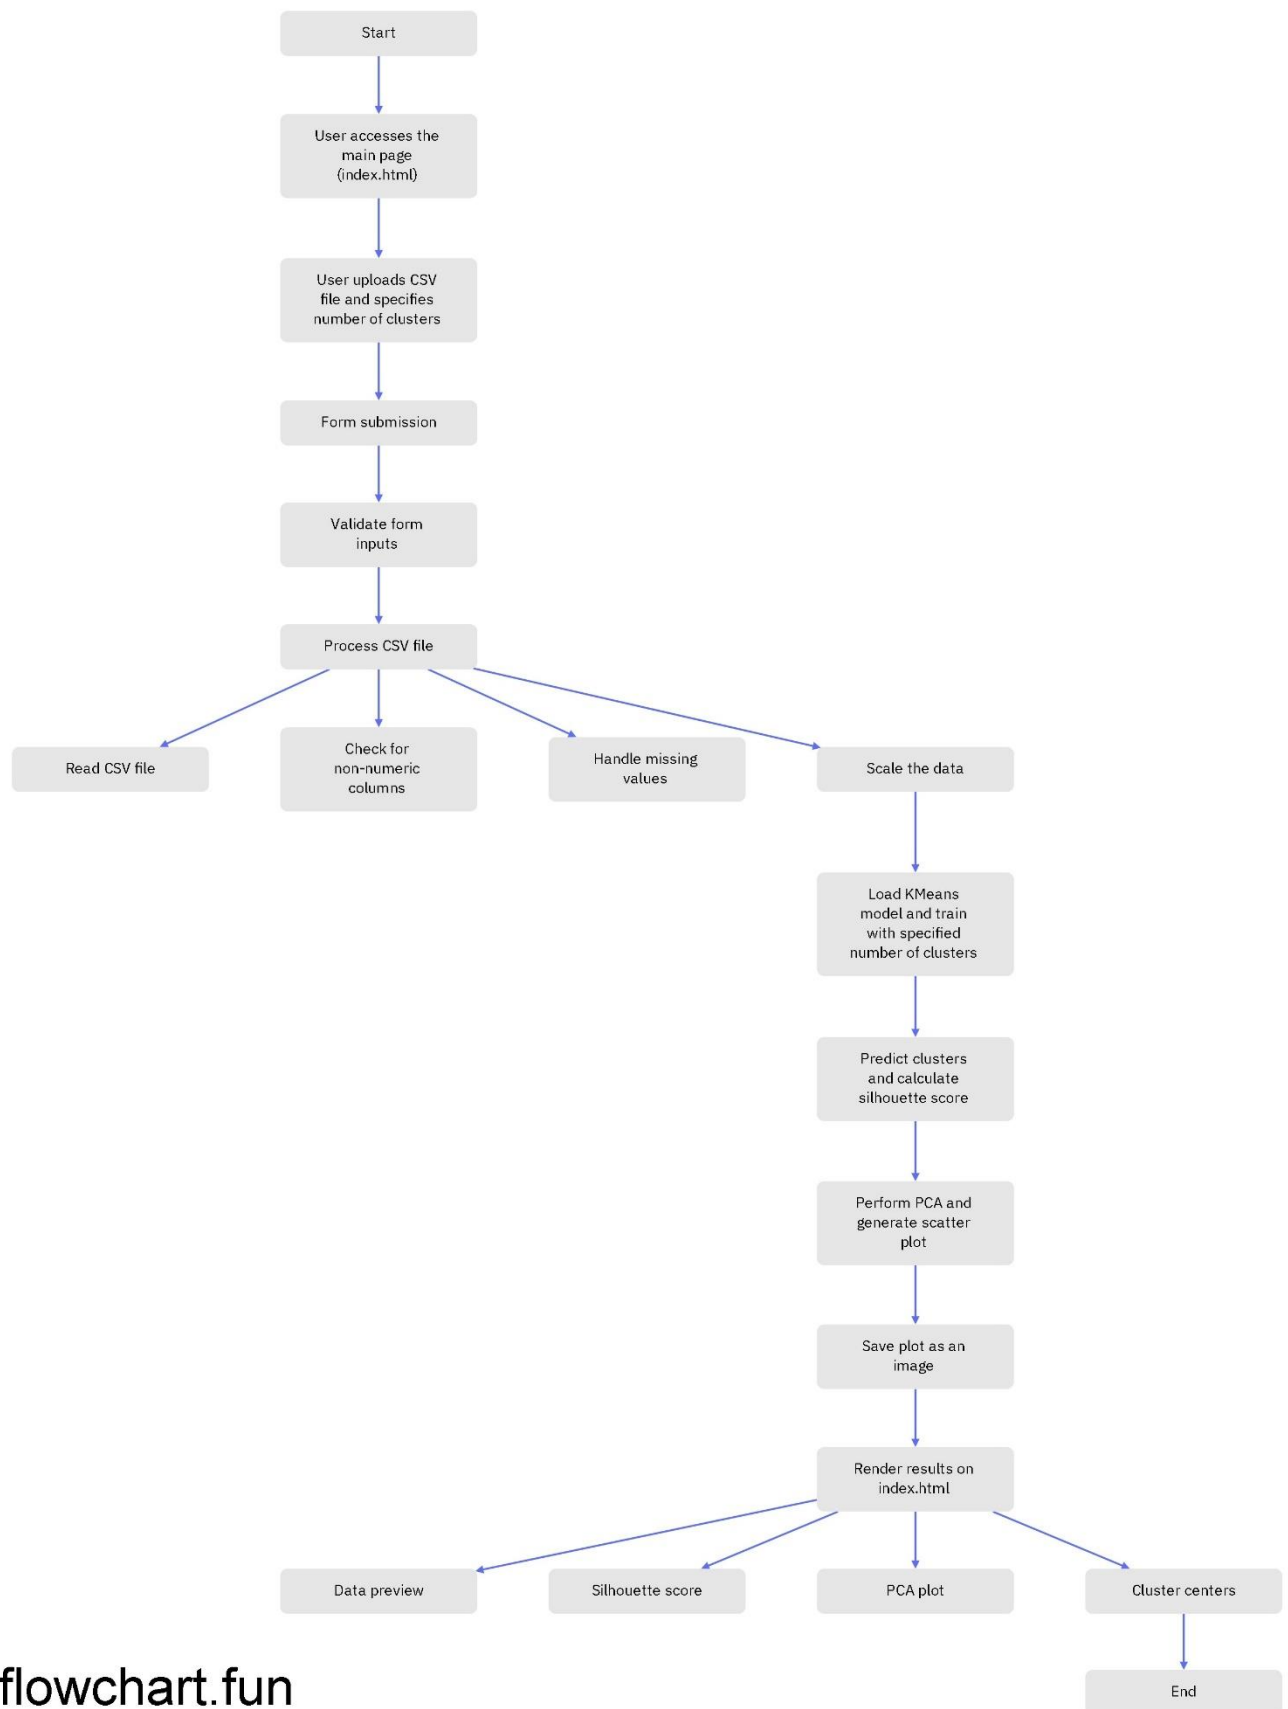 Start
User accesses the
main page
(index.html)
User uploads CSV
file and specifies
number of clusters
Form submission
Validate form
inputs
Process CSV file
Read CSV file
Check for
non-numeric
columns
Handle missing
values
Scale the data
Load KMeans
model and train
with specified
number of clusters
Predict clusters
and calculate
silhouette score
Perform PCA and
generate scatter
plot
Save plot as an
image
Render results on
index.html
Data preview
Silhouette score
PCA plot
Cluster centers
End
flowchart.fun